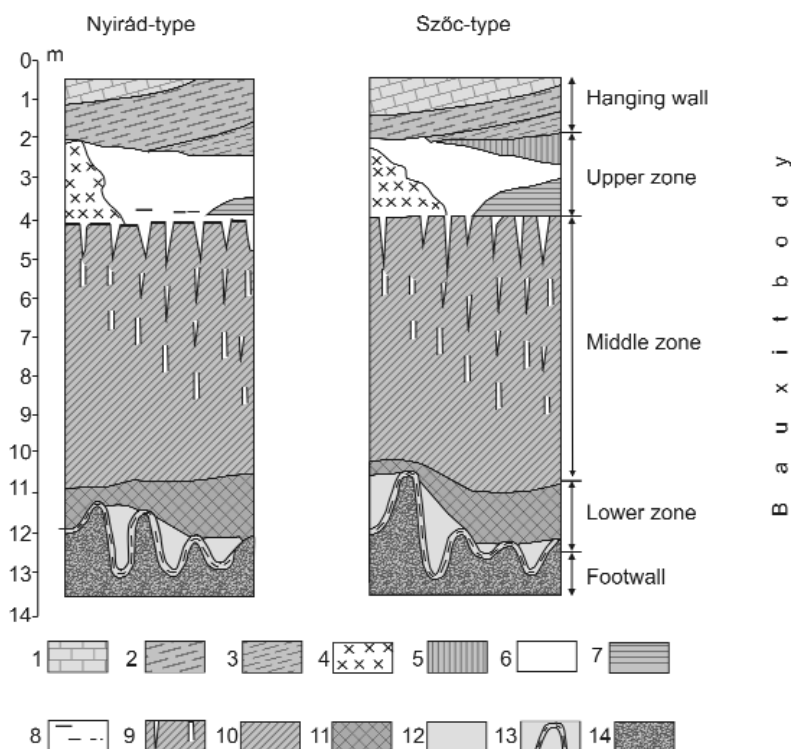 Nyirád-type Szőc-type
0 m
1
2
3
4
5
6
7
8
9
10
11
12
13
14
Hanging wall
Upper zone
Middle zone
Lower zone
Footwall
Bauxitbody
1 2 3 4 5 6 7
8 9 10 11 12 13 14